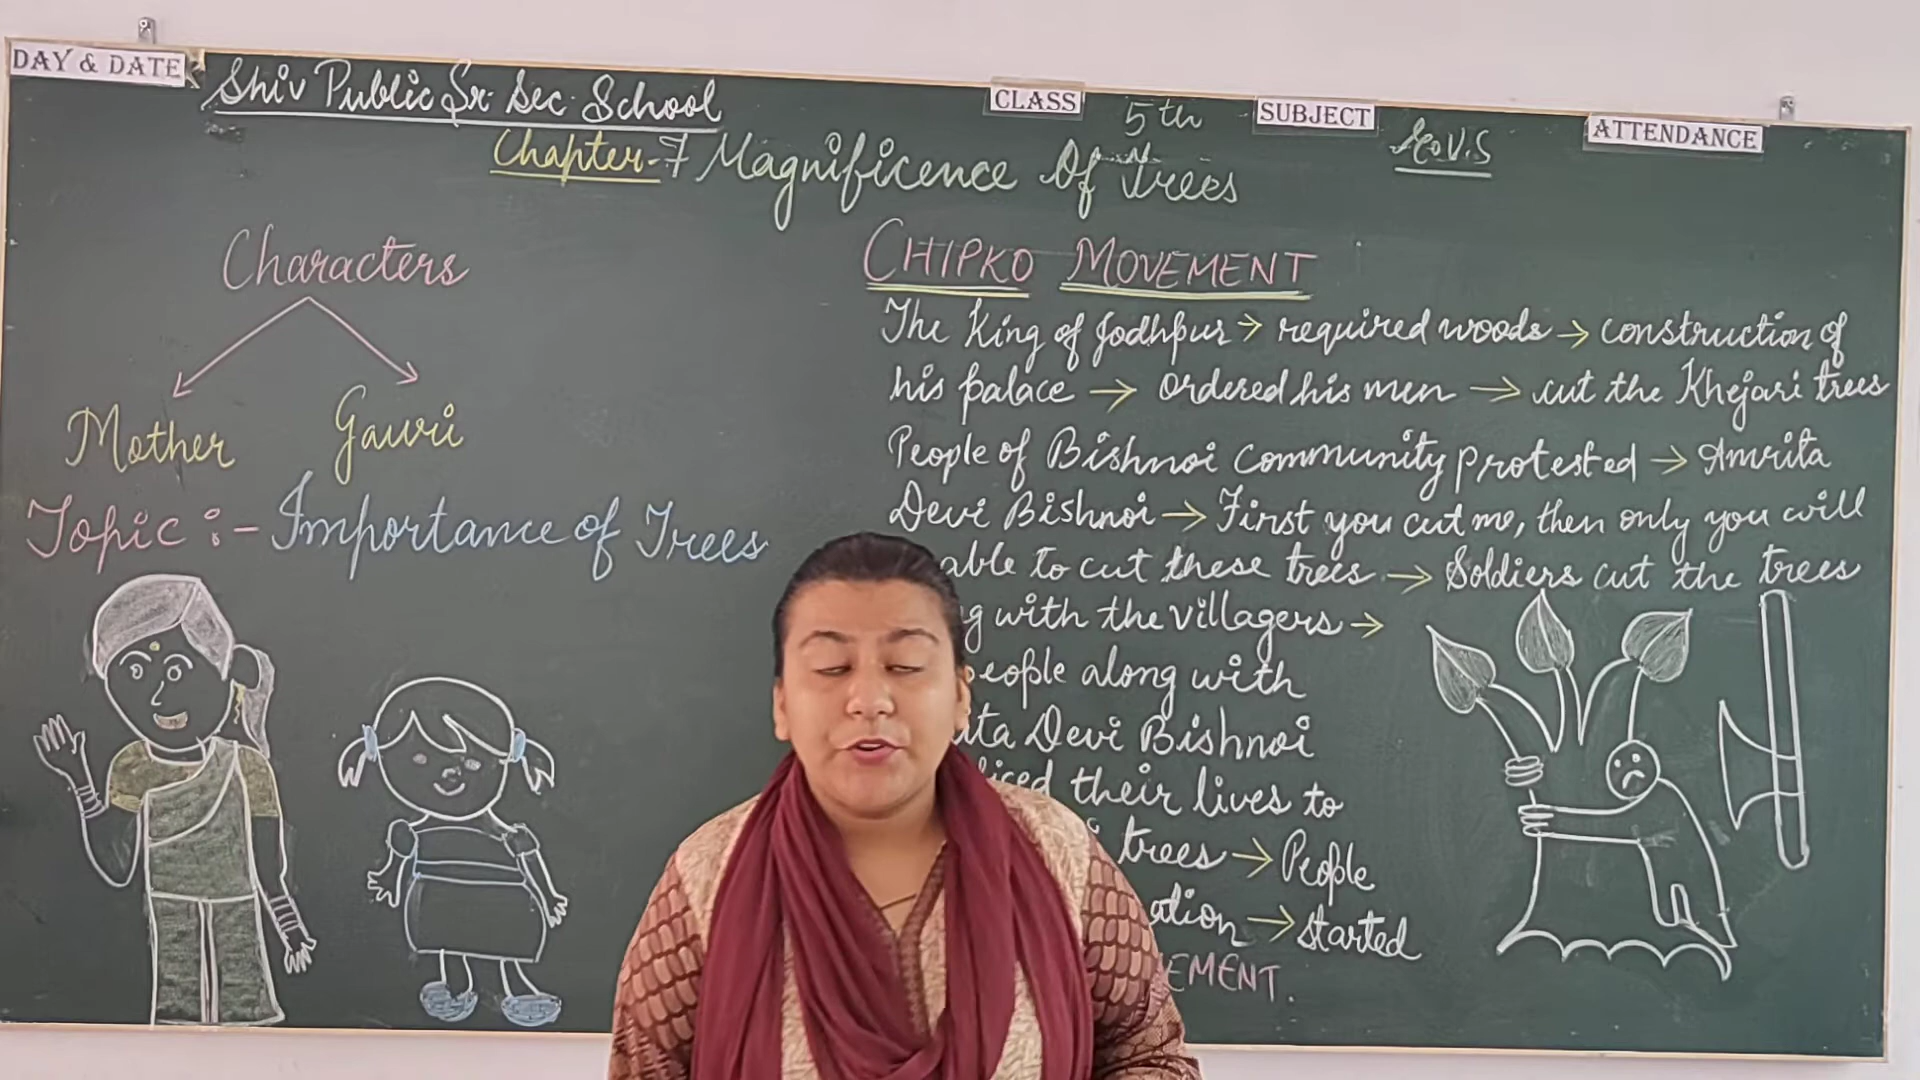 DAY & DATE
Shiv Public Sr. Sec. School
CLASS
5th
SUBJECT
ATTENDANCE
Chapter-7 Magnificence Of Trees
Characters
Mother
Gauri
Topic :- Importance of Trees
CHIPKO MOVEMENT
The King of Jodhpur → required woods → construction of
his palace → ordered his men → cut the Khejari trees
People of Bishnoi community protested → Amrita
Devi Bishnoi → First you cut me, then only you will
able to cut these trees → Soldiers cut the trees
with the villagers →
people along with
Devi Bishnoi
their lives to
trees → People
→ started